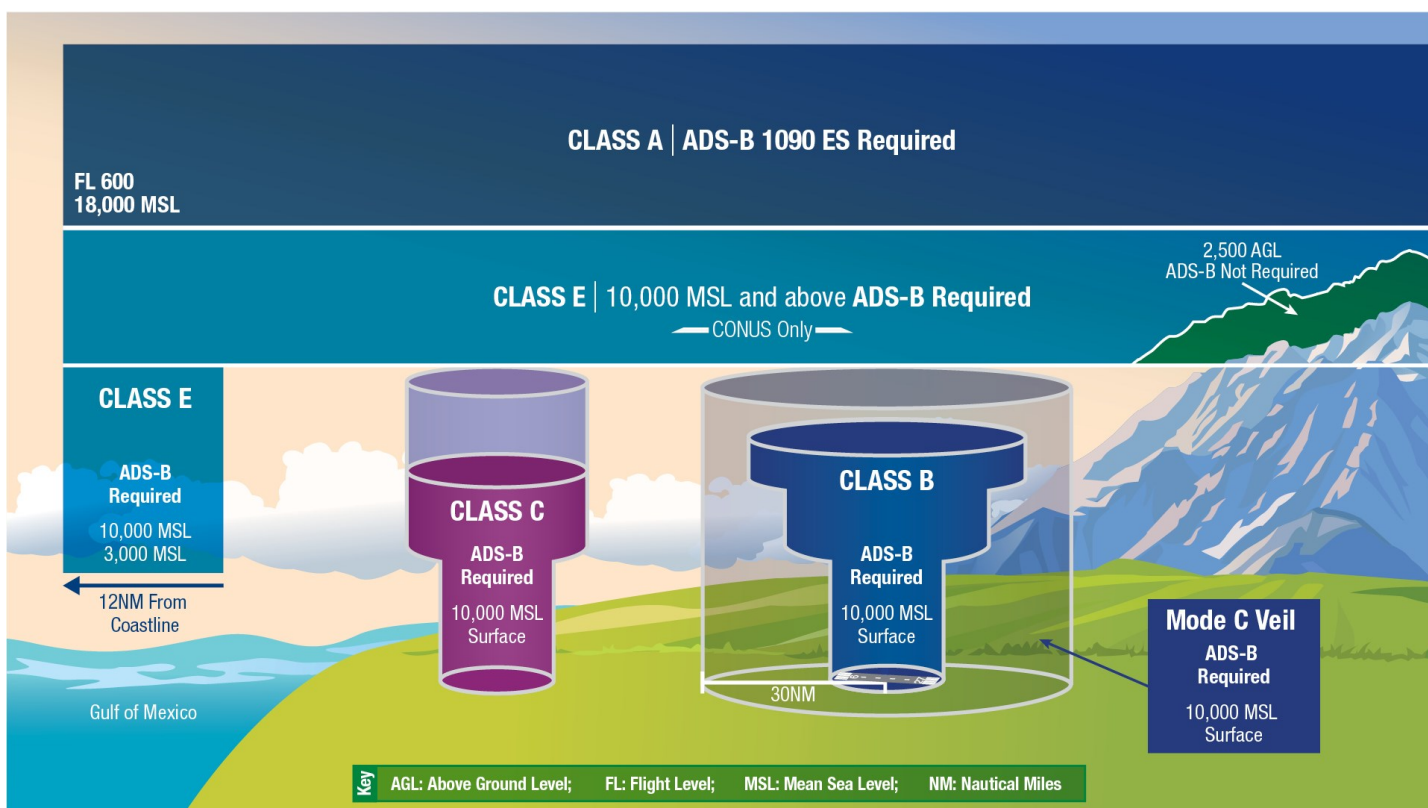 CLASS A | ADS-B 1090 ES Required
FL 600
18,000 MSL
2,500 AGL
ADS-B Not Required
CLASS E | 10,000 MSL and above ADS-B Required
CONUS Only
CLASS E
ADS-B
Required
10,000 MSL
3,000 MSL
12NM From
Coastline
Gulf of Mexico
CLASS C
ADS-B
Required
10,000 MSL
Surface
CLASS B
ADS-B
Required
10,000 MSL
Surface
30NM
Mode C Veil
ADS-B
Required
10,000 MSL
Surface
Key
AGL: Above Ground Level; FL: Flight Level; MSL: Mean Sea Level; NM: Nautical Miles